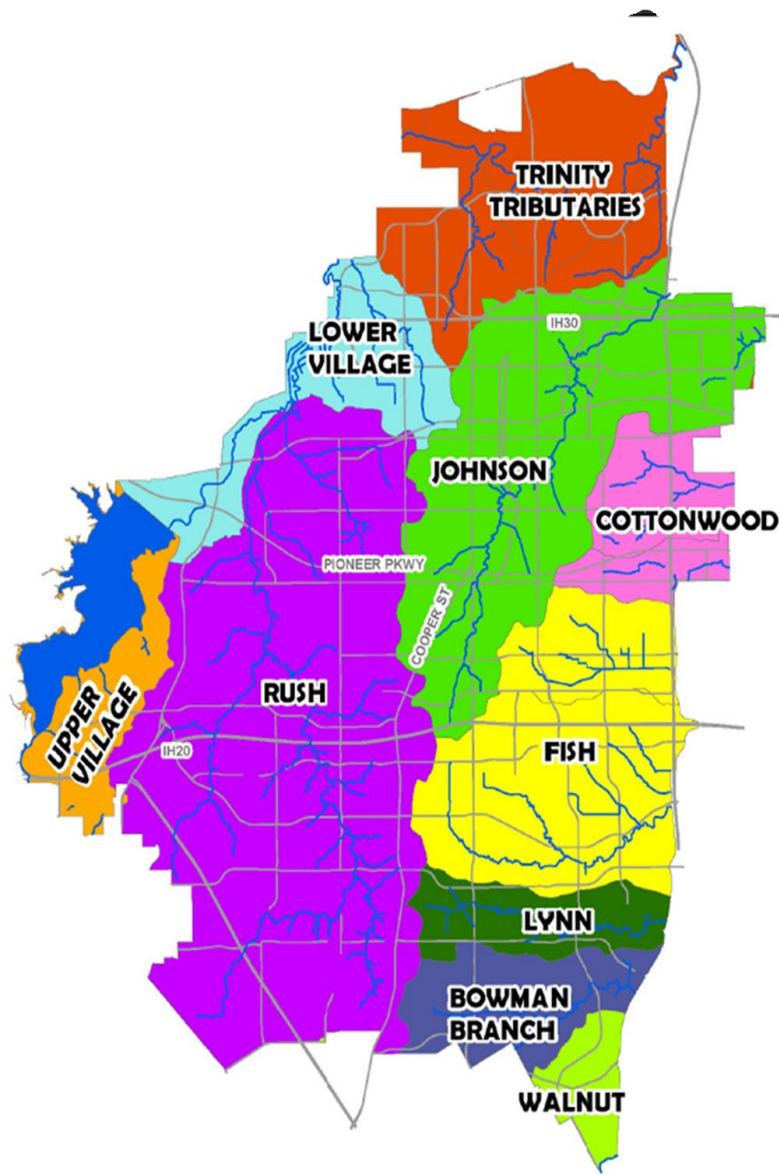 TRINITY
TRIBUTARIES
IH30
LOWER
VILLAGE
JOHNSON
COTTONWOOD
PIONEER PKWY
COOPER ST
RUSH
UPPER
VILLAGE
IH20
FISH
LYNN
BOWMAN
BRANCH
WALNUT